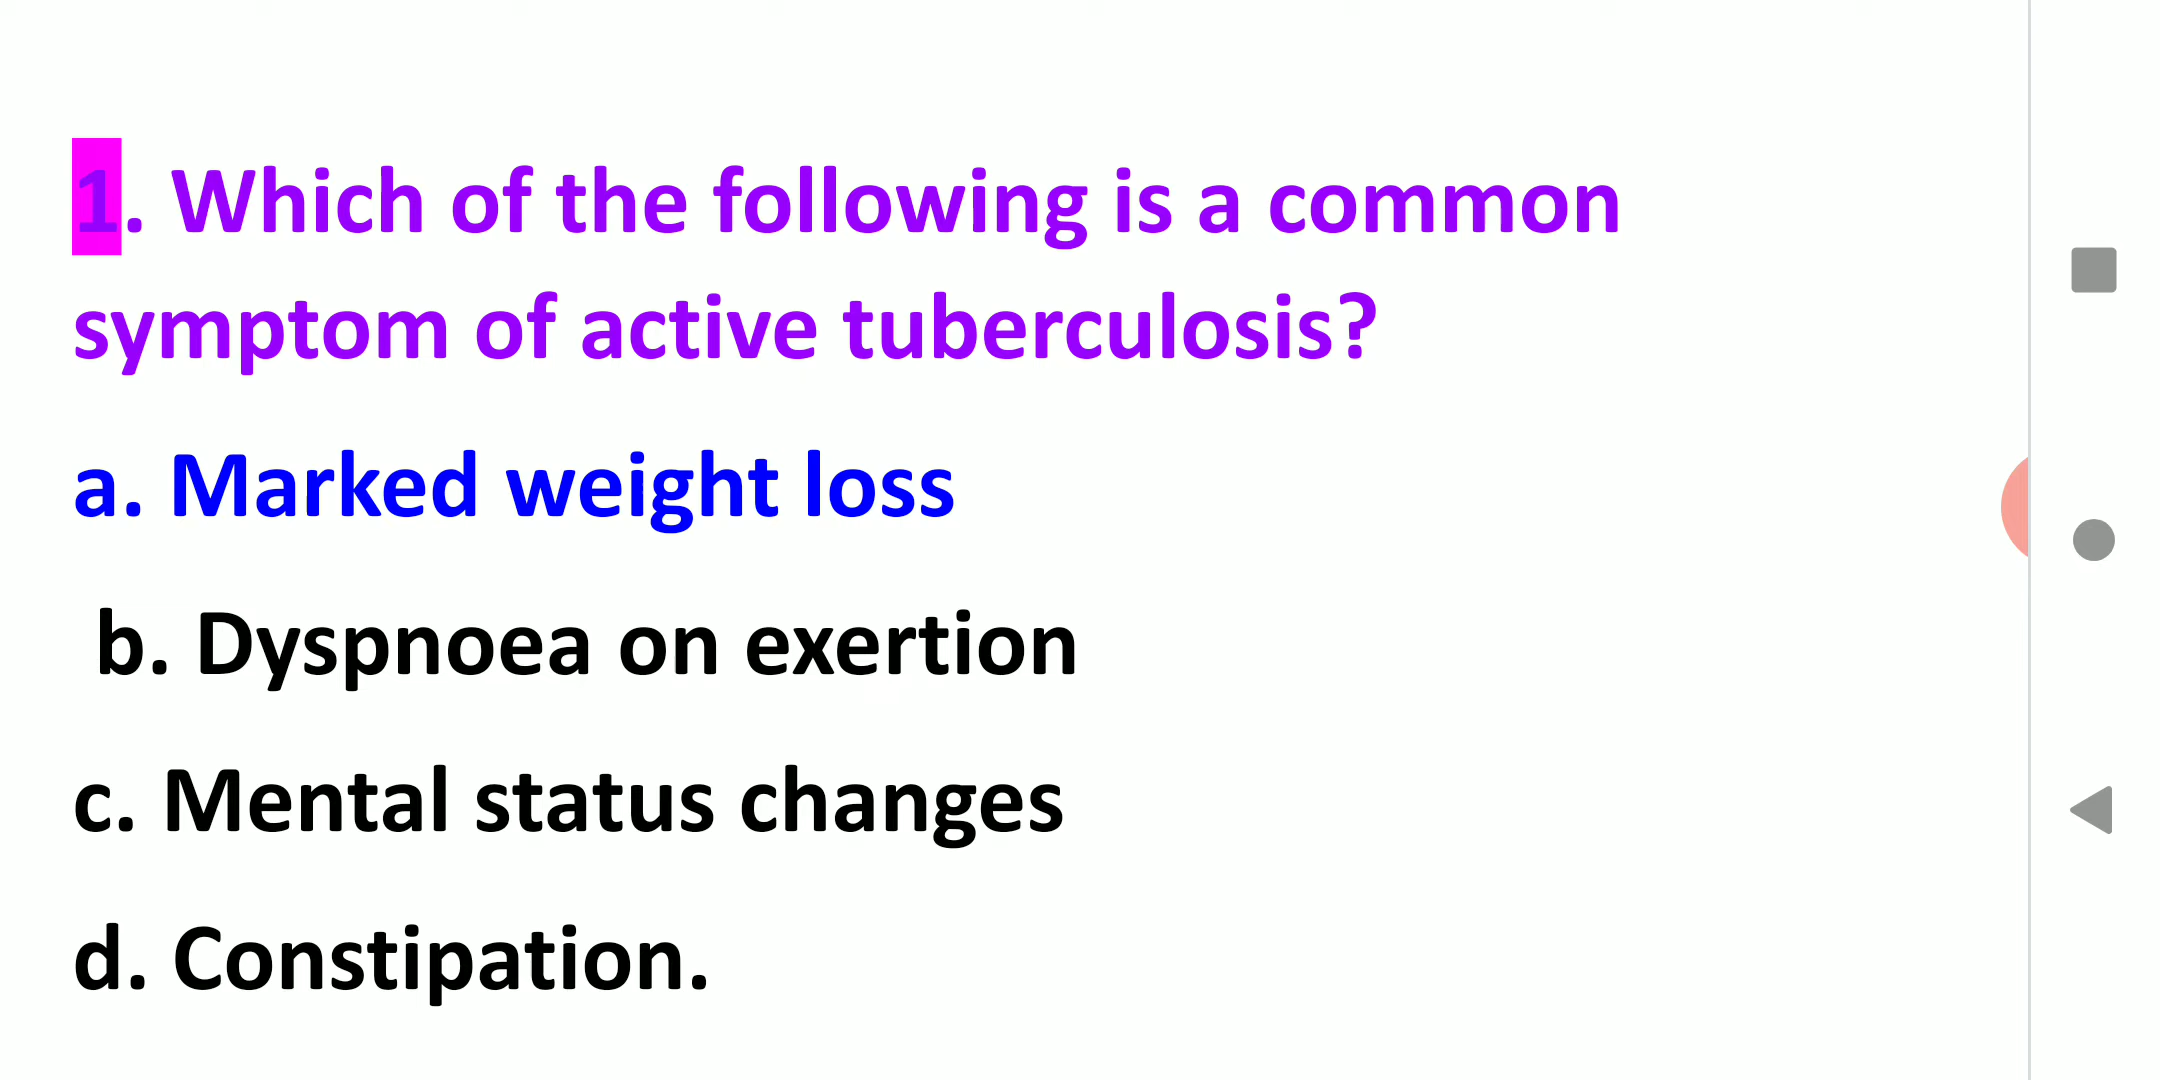 1. Which of the following is a common
symptom of active tuberculosis?
a. Marked weight loss
b. Dyspnoea on exertion
c. Mental status changes
d. Constipation.